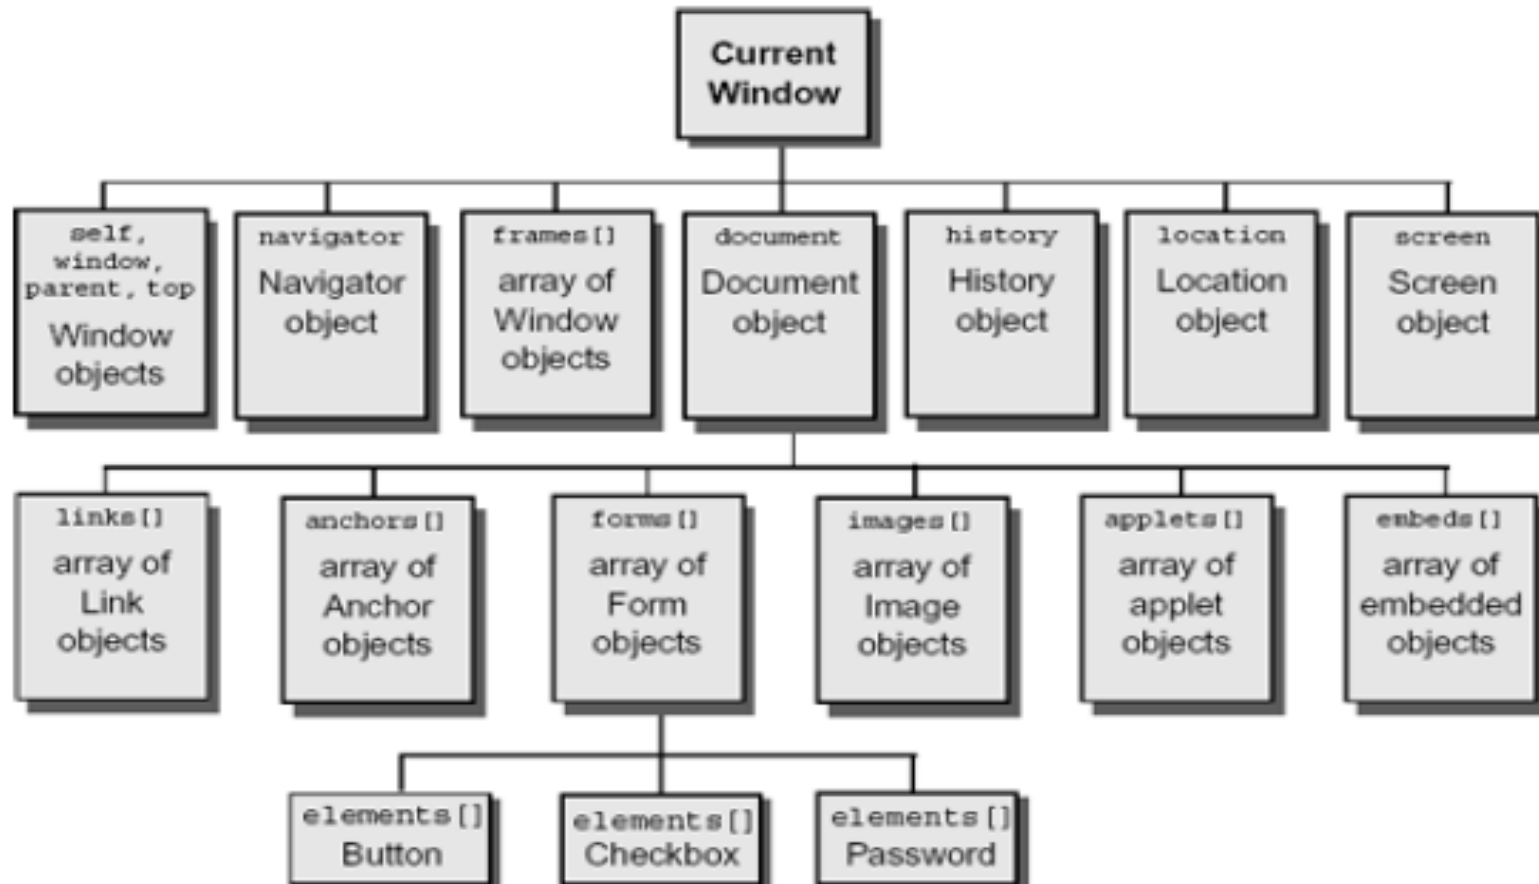 Current
Window
self,
window,
parent, top
Window
objects
navigator
Navigator
object
frames[]
array of
Window
objects
document
Document
object
history
History
object
location
Location
object
screen
Screen
object
links[]
array of
Link
objects
anchors[]
array of
Anchor
objects
forms[]
array of
Form
objects
images[]
array of
Image
objects
applets[]
array of
applet
objects
embeds[]
array of
embedded
objects
elements[]
Button
elements[]
Checkbox
elements[]
Password